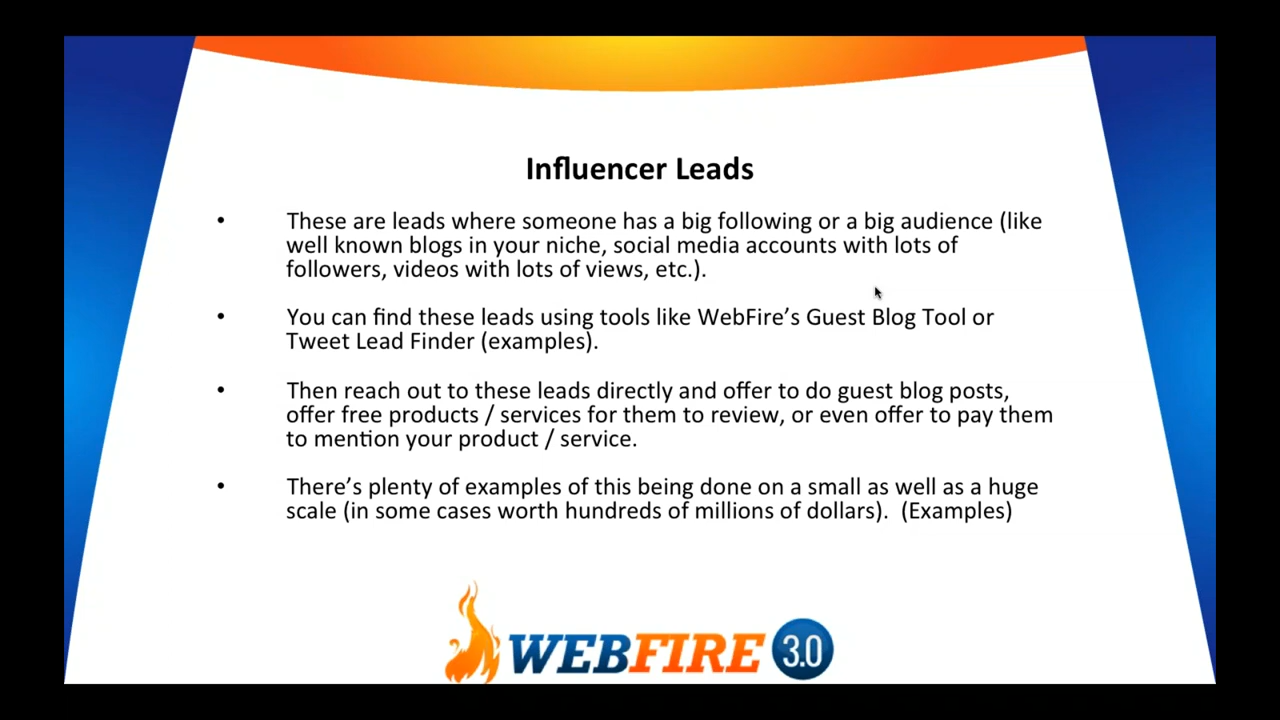 Influencer Leads
• These are leads where someone has a big following or a big audience (like
well known blogs in your niche, social media accounts with lots of
followers, videos with lots of views, etc.).
• You can find these leads using tools like WebFire’s Guest Blog Tool or
Tweet Lead Finder (examples).
• Then reach out to these leads directly and offer to do guest blog posts,
offer free products / services for them to review, or even offer to pay them
to mention your product / service.
• There’s plenty of examples of this being done on a small as well as a huge
scale (in some cases worth hundreds of millions of dollars).  (Examples)
WEBFIRE 3.0